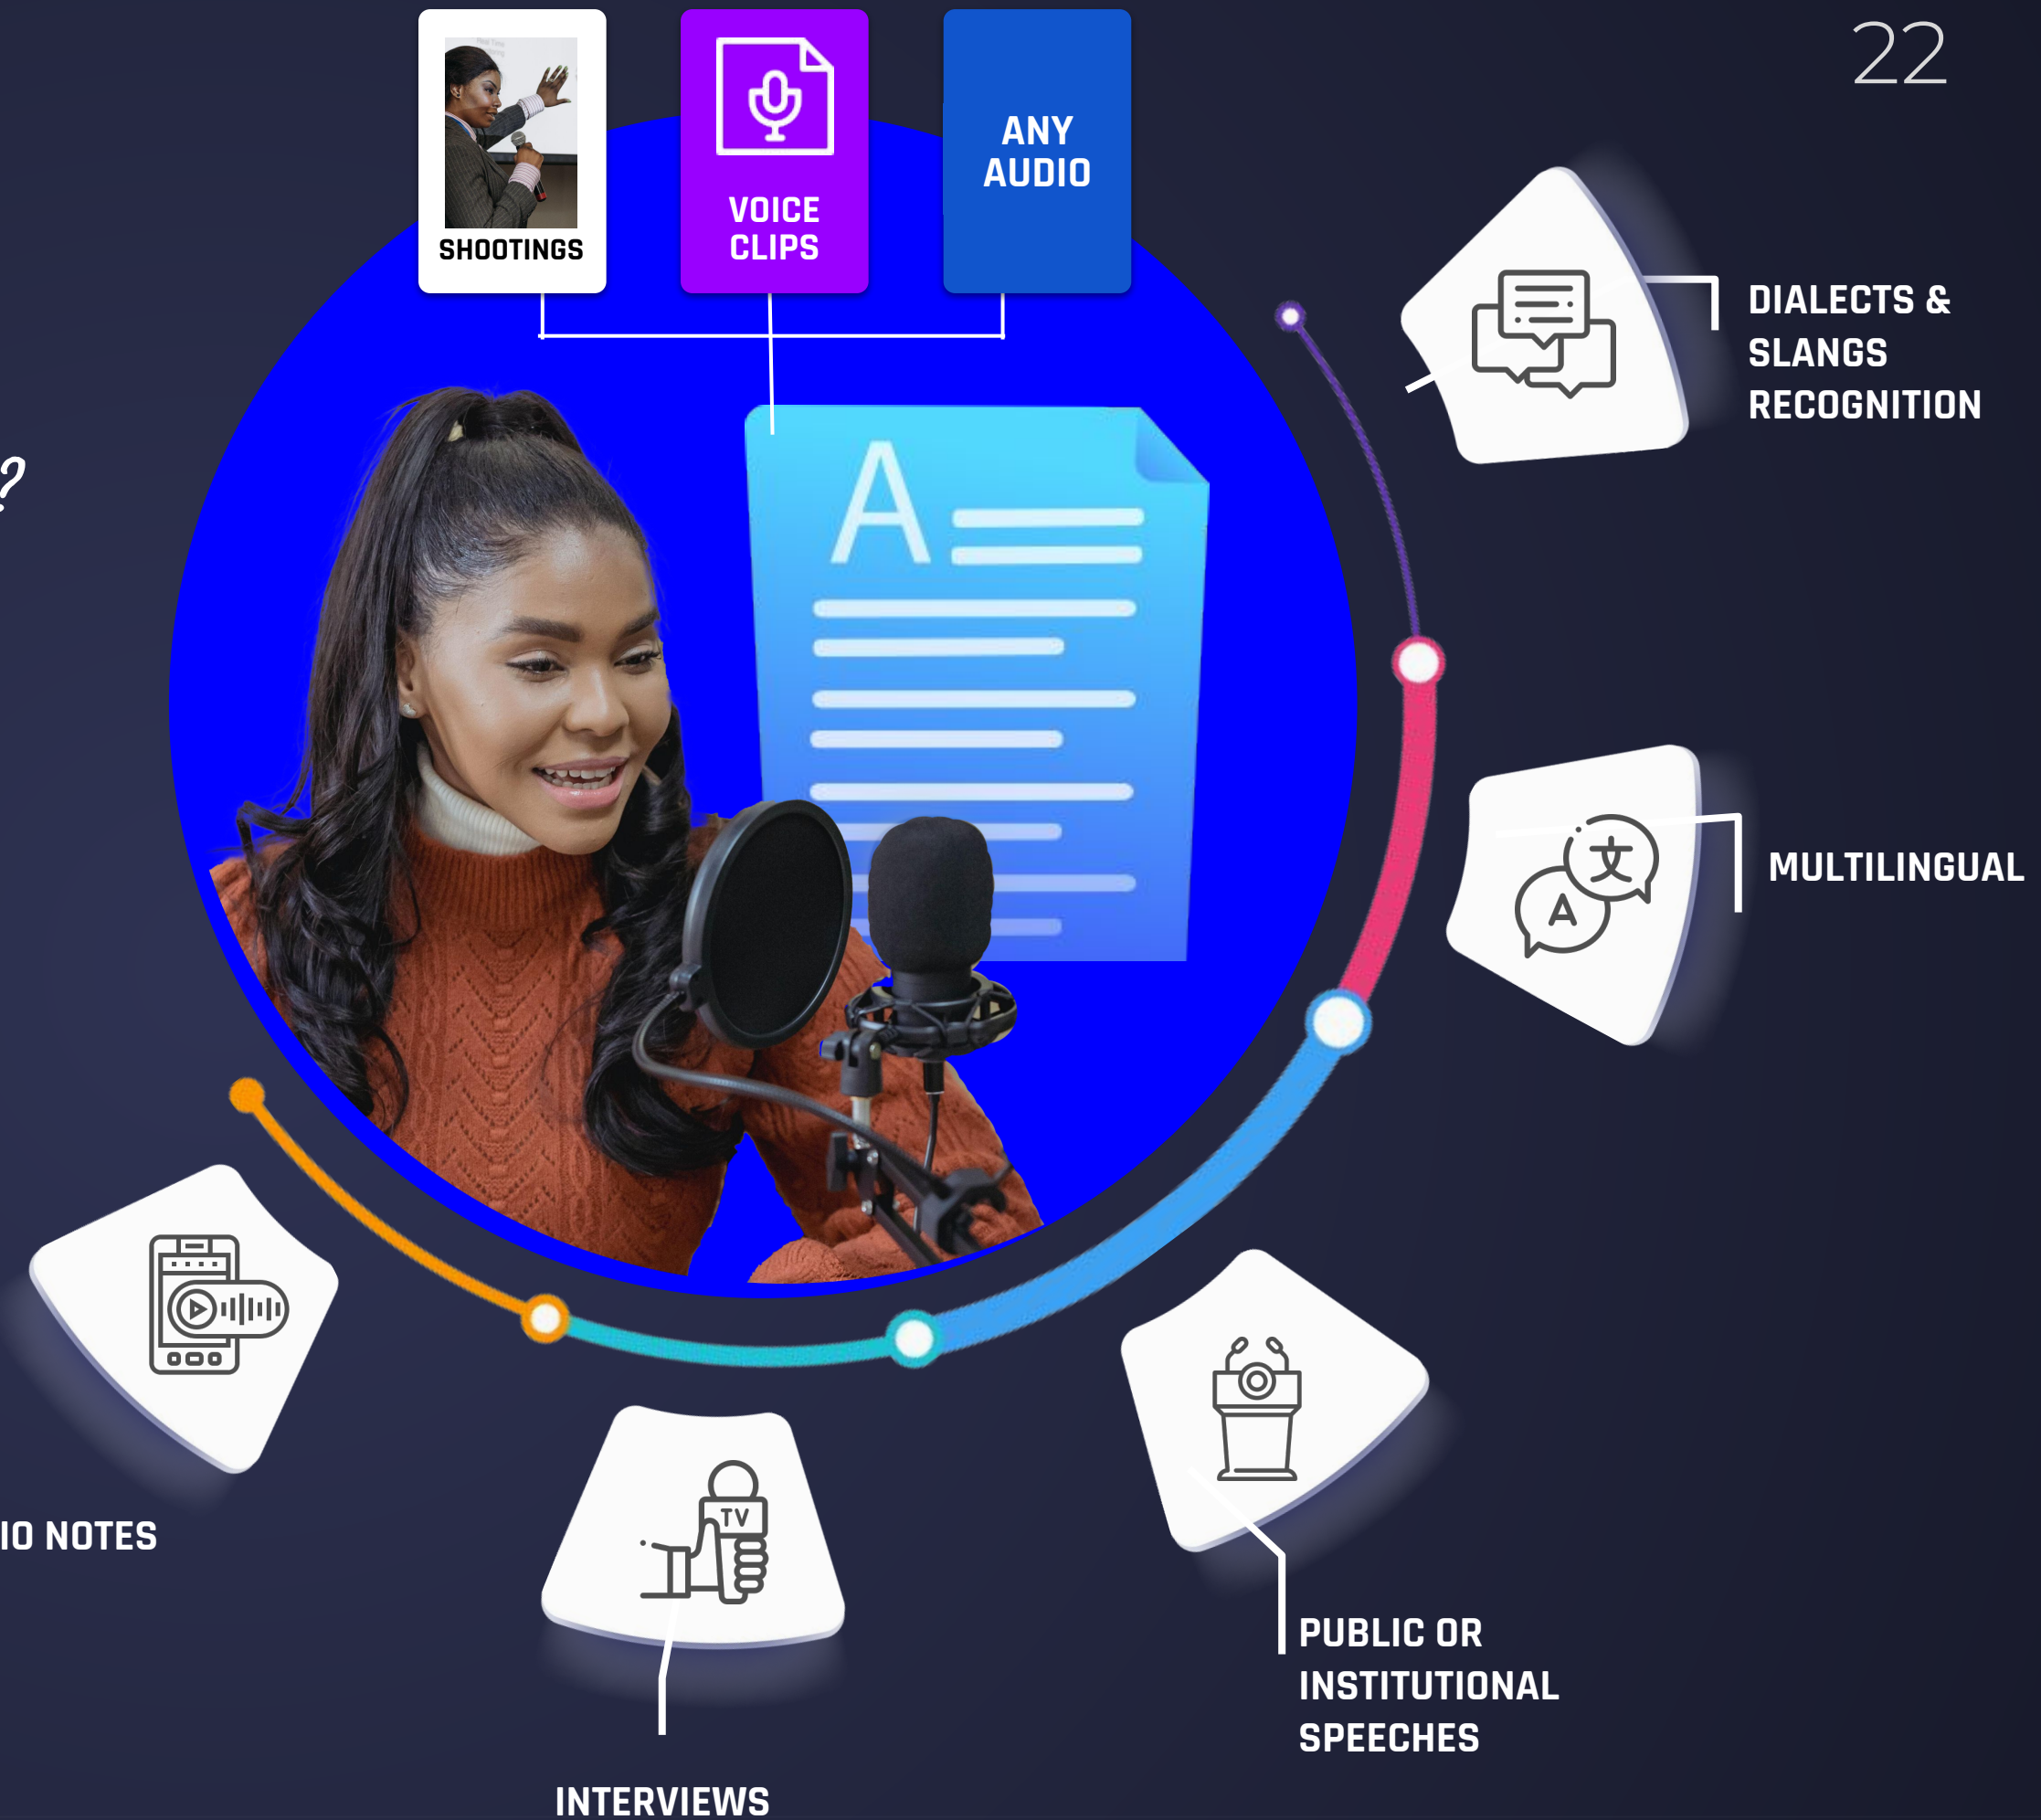 22
SHOOTINGS
VOICE
CLIPS
ANY
AUDIO
?
DIALECTS &
SLANGS
RECOGNITION
A
MULTILINGUAL
文
A
IO NOTES
TV
PUBLIC OR
INSTITUTIONAL
SPEECHES
INTERVIEWS